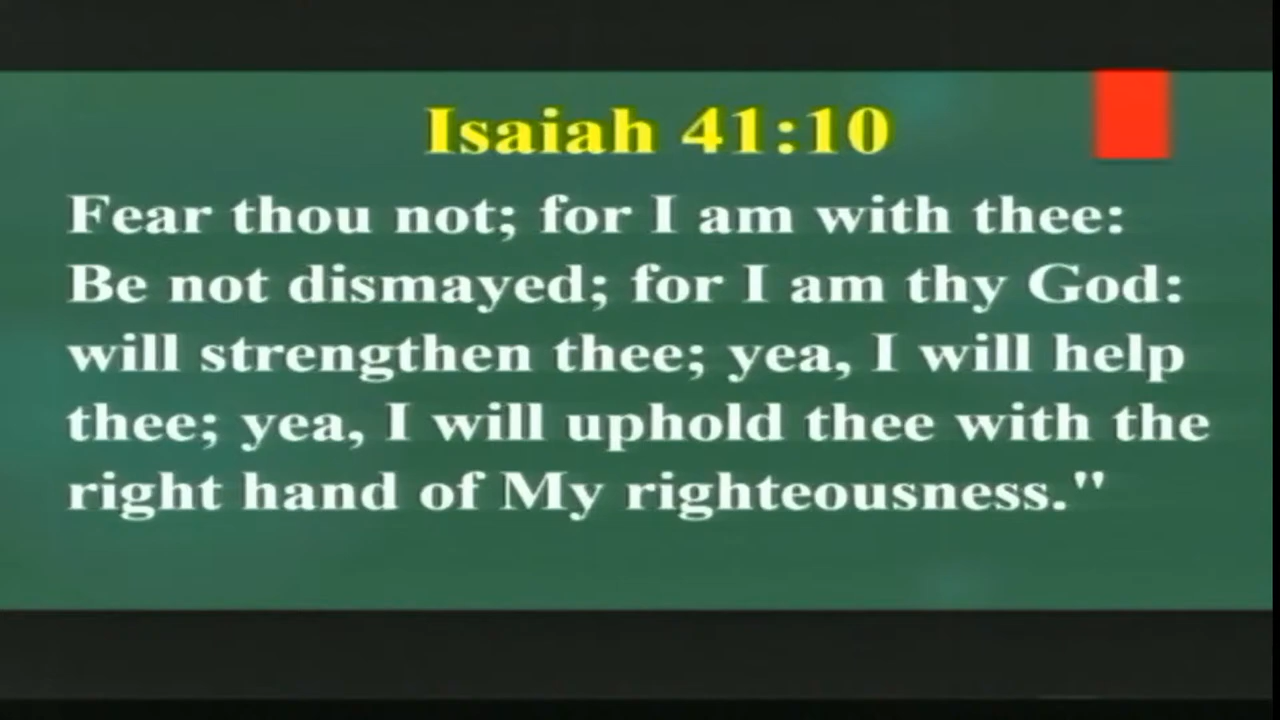 Isaiah 41:10
Fear thou not; for I am with thee:
Be not dismayed; for I am thy God:
will strengthen thee; yea, I will help
thee; yea, I will uphold thee with the
right hand of My righteousness."